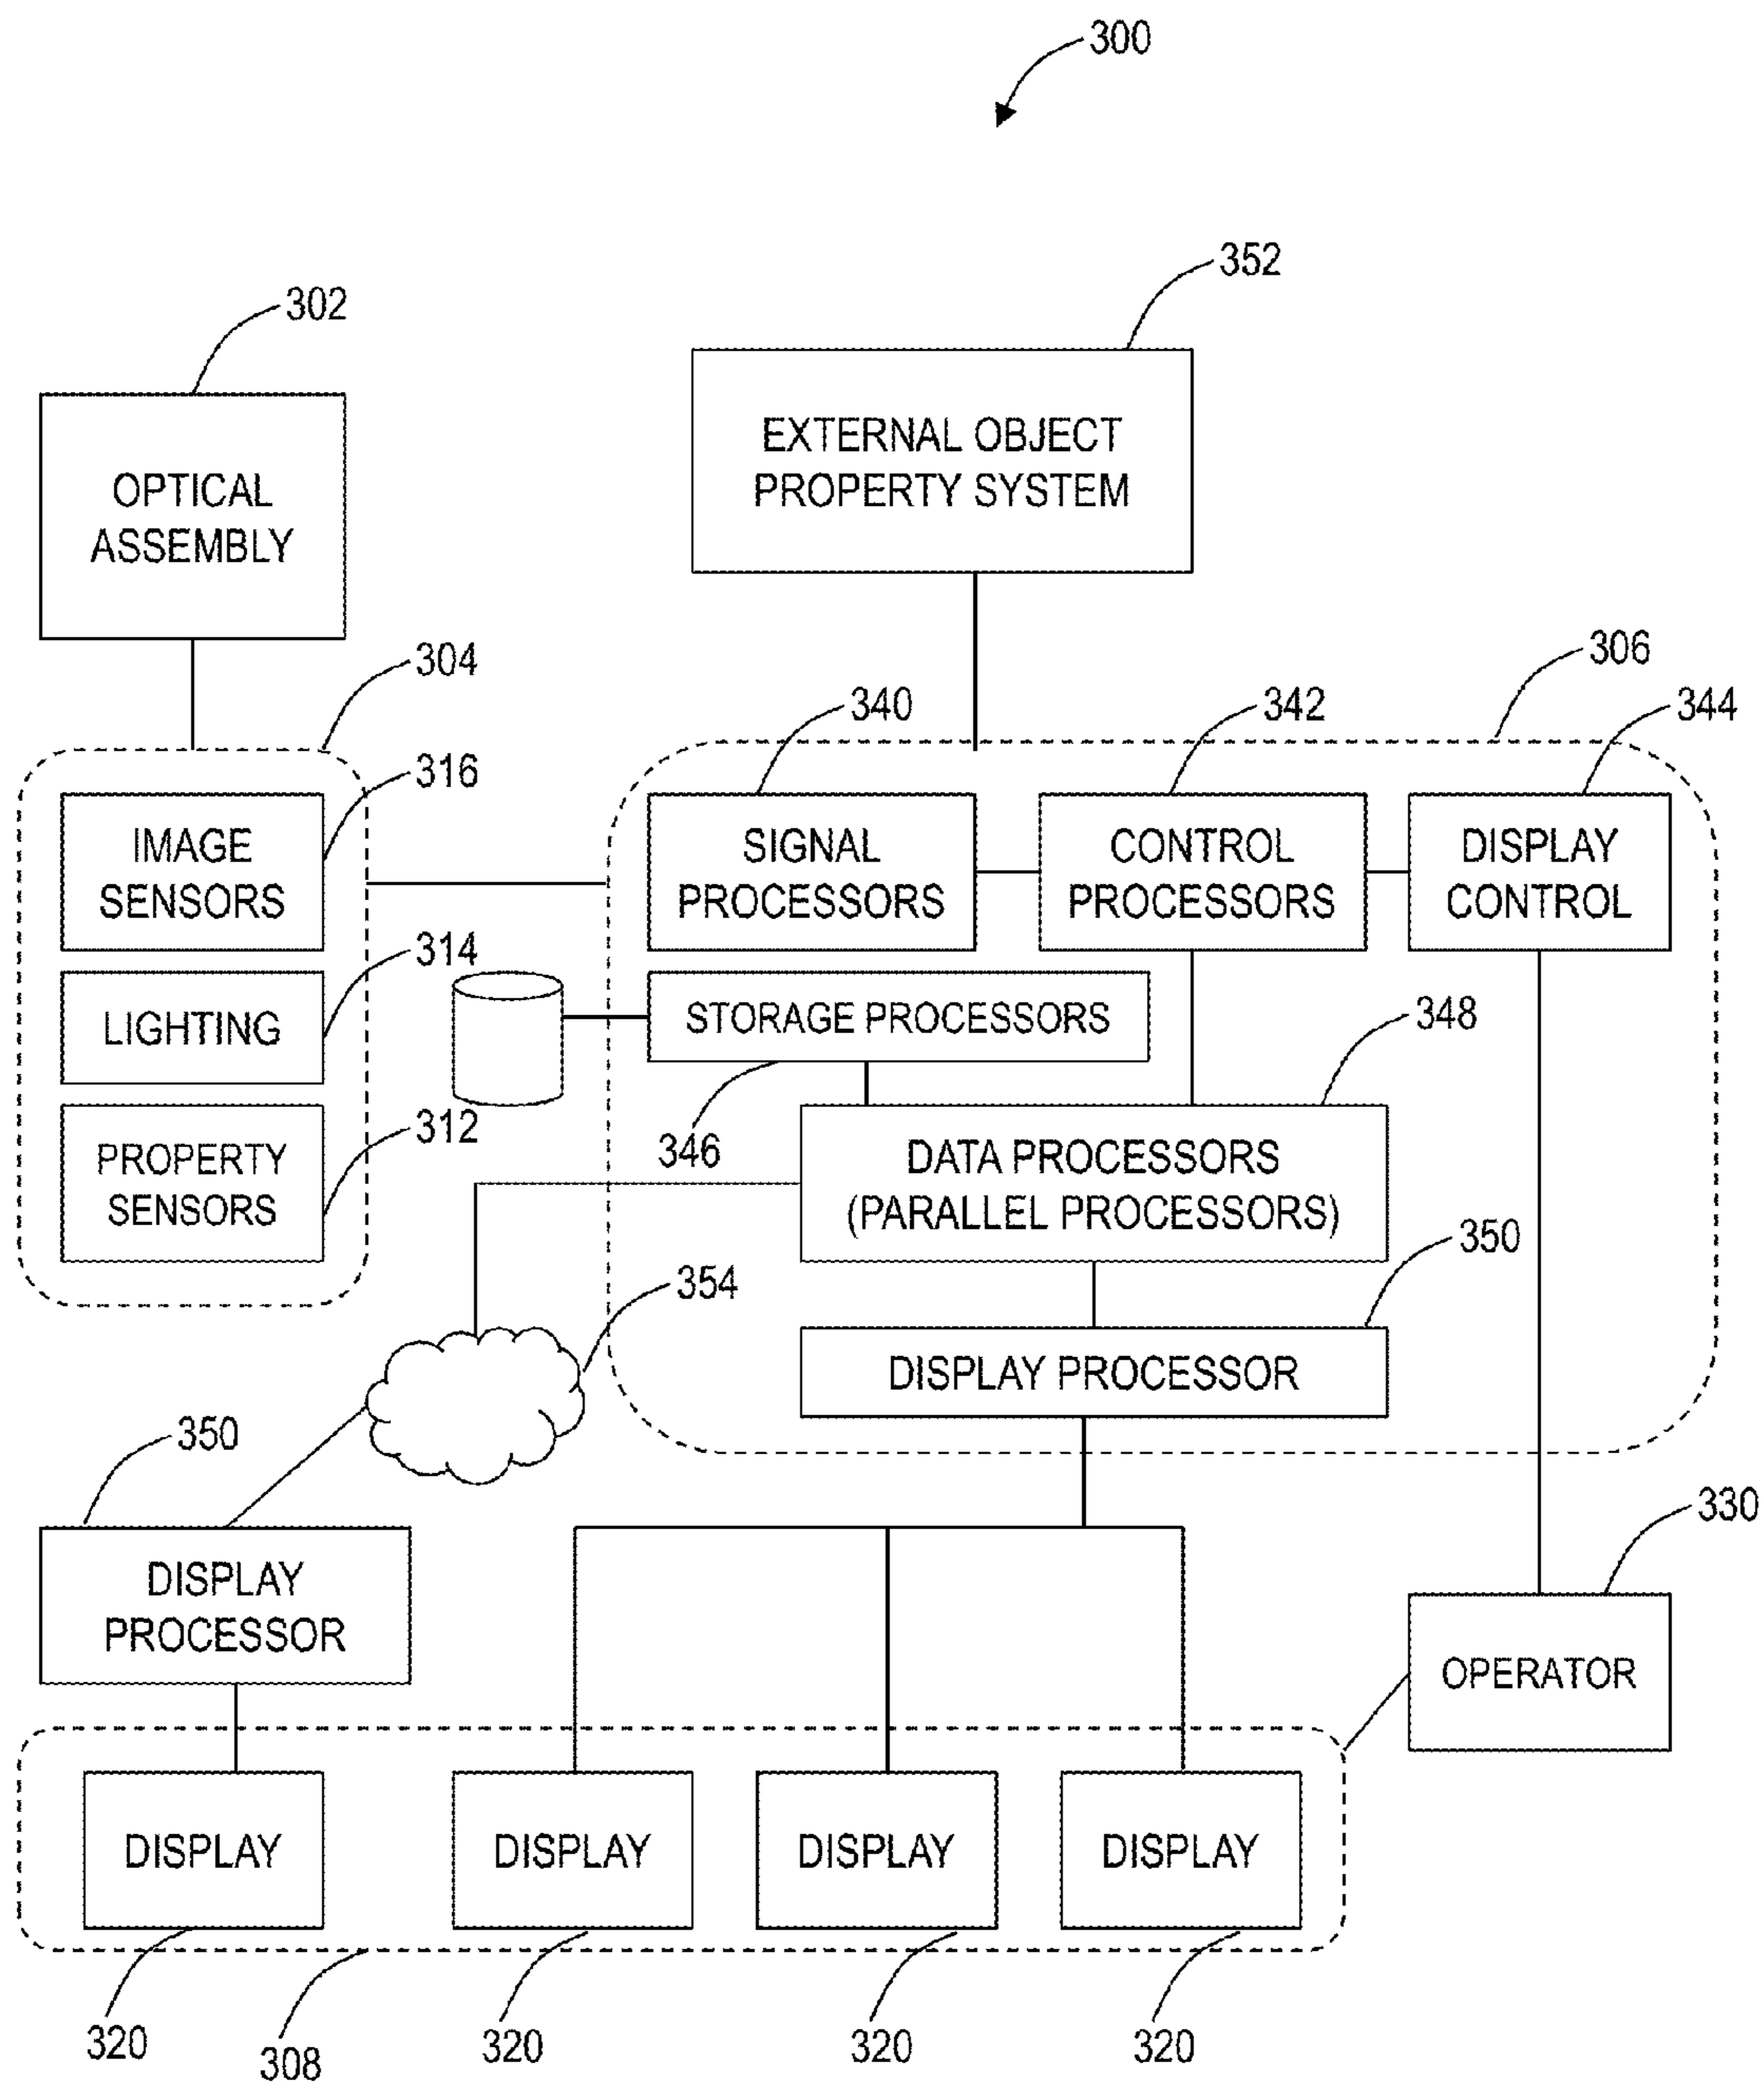 300
352
302
EXTERNAL OBJECT
PROPERTY SYSTEM
OPTICAL
ASSEMBLY
304
306
340
342
344
316
IMAGE
SENSORS
SIGNAL
PROCESSORS
CONTROL
PROCESSORS
DISPLAY
CONTROL
314
LIGHTING
STORAGE PROCESSORS
348
312
PROPERTY
SENSORS
346
DATA PROCESSORS
(PARALLEL PROCESSORS)
350
354
DISPLAY PROCESSOR
350
330
DISPLAY
PROCESSOR
OPERATOR
DISPLAY
DISPLAY
DISPLAY
DISPLAY
320
308
320
320
320